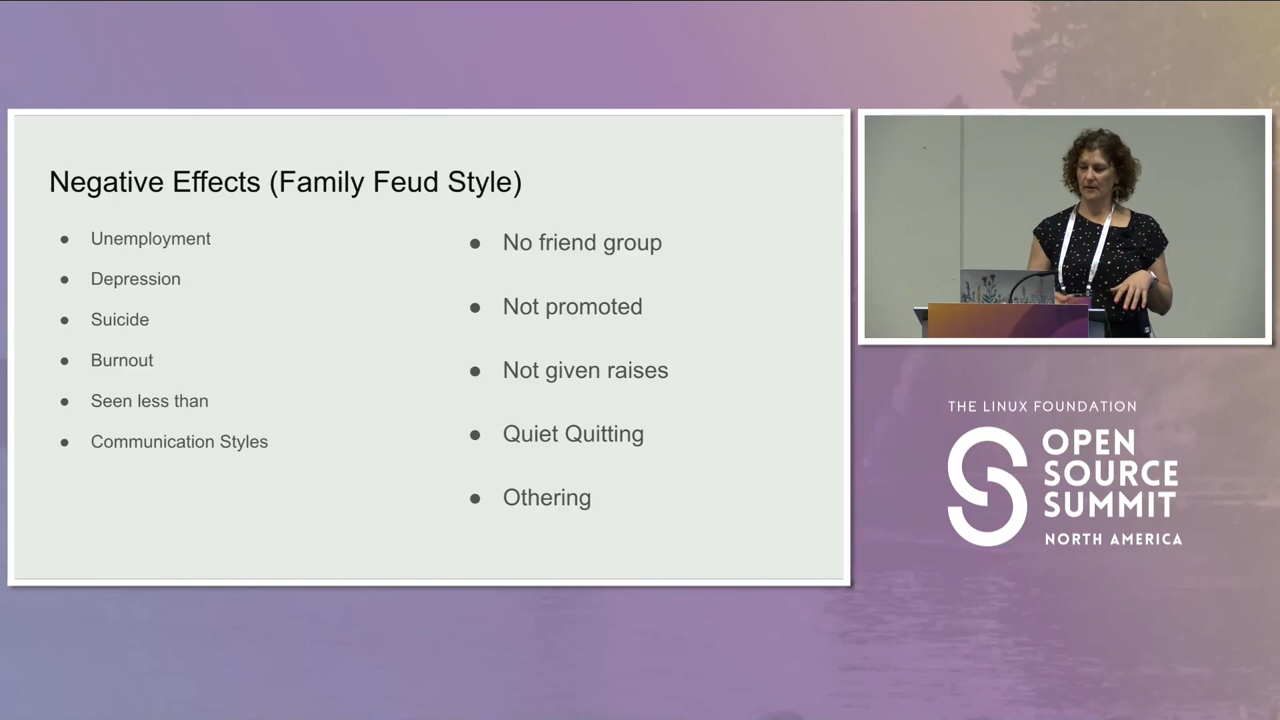 Negative Effects (Family Feud Style)
● Unemployment
● Depression
● Suicide
● Burnout
● Seen less than
● Communication Styles
● No friend group
● Not promoted
● Not given raises
● Quiet Quitting
● Othering
THE LINUX FOUNDATION
OPEN
SOURCE
SUMMIT
NORTH AMERICA